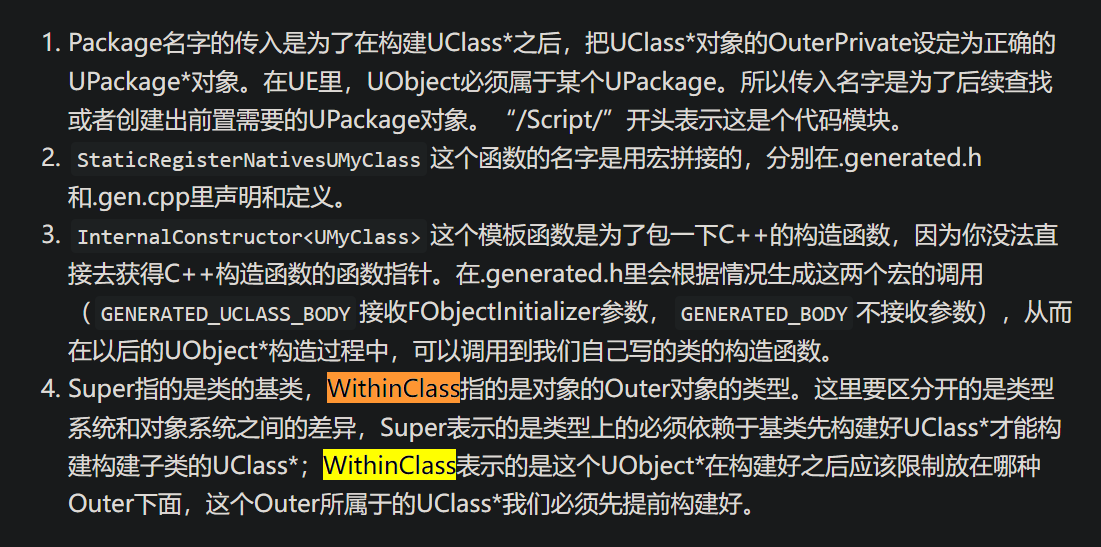 1. Package名字的传入是为了在构建UClass*之后，把UClass*对象的OuterPrivate设定为正确的
UPackage*对象。在UE里，UObject必须属于某个UPackage。所以传入名字是为了后续查找
或者创建出前置需要的UPackage对象。“/Script/”开头表示这是个代码模块。
2. StaticRegisterNativesUMyClass 这个函数的名字是用宏拼接的，分别在.generated.h
和.gen.cpp里声明和定义。
3. InternalConstructor<UMyClass> 这个模板函数是为了包一下C++的构造函数，因为你没法直
接去获得C++构造函数的函数指针。在.generated.h里会根据情况生成这两个宏的调用
（ GENERATED_UCLASS_BODY 接收FObjectInitializer参数， GENERATED_BODY 不接收参数），从而
在以后的UObject*构造过程中，可以调用到我们自己写的类的构造函数。
4. Super指的是类的基类，WithinClass指的是对象的Outer对象的类型。这里要区分开的是类型
系统和对象系统之间的差异，Super表示的是类型上的必须依赖于基类先构建好UClass*才能构
建构建子类的UClass*；WithinClass表示的是这个UObject*在构建好之后应该限制放在哪种
Outer下面，这个Outer所属于的UClass*我们必须先提前构建好。